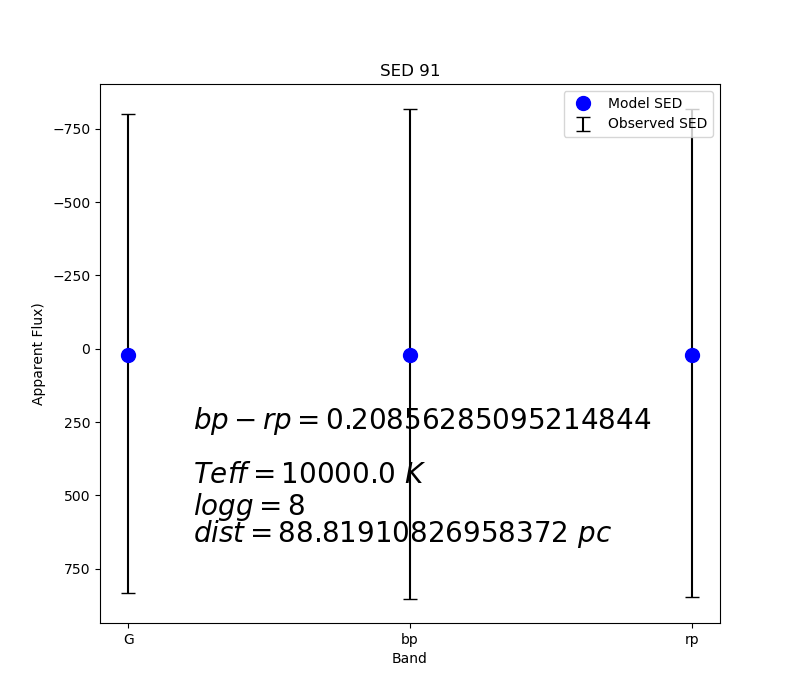 SED 91
Model SED
Observed SED
−750
−500
−250
0
250
500
750
Apparent Flux)
bp − rp = 0.20856285095214844
Teff = 10000.0 K
logg = 8
dist = 88.81910826958372 pc
G
bp
rp
Band